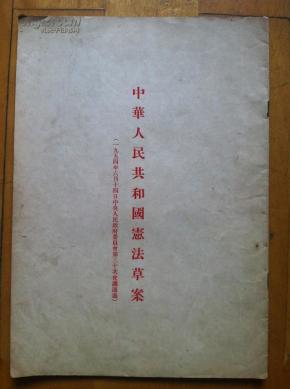 中華人民共和國憲法草案
(一九五四年六月十四日中央人民政府委員會第三十次會議通過)